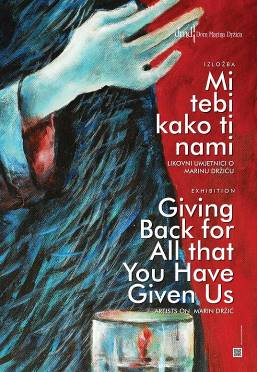 dmd Dom Marina Držića
IZLOŽBA
Mi
tebi
kako ti
nami
LIKOVNI UMJETNICI O
MARINU DRŽIĆU
EXHIBITION
Giving
Back for
All that
You Have
Given Us
ARTISTS ON MARIN DRŽIĆ